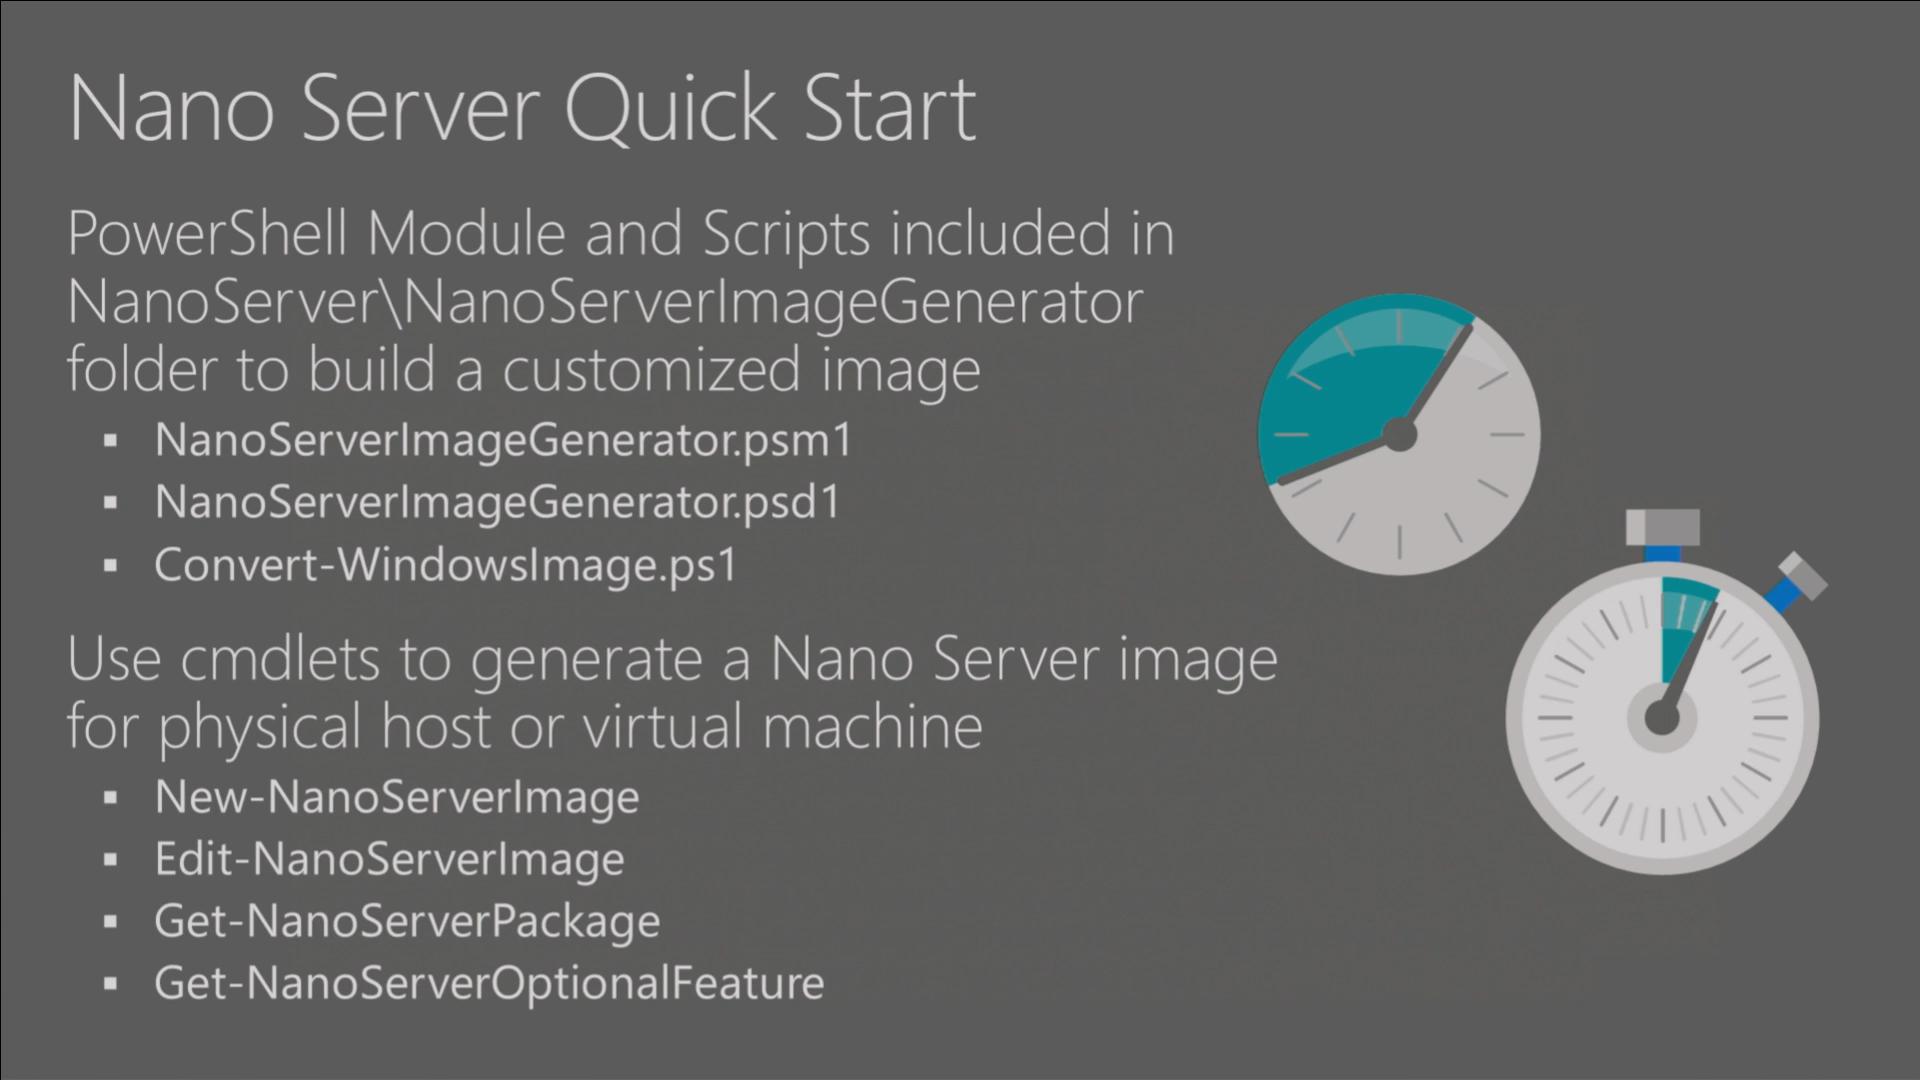 Nano Server Quick Start
PowerShell Module and Scripts included in
NanoServer\NanoServerImageGenerator
folder to build a customized image
▪ NanoServerImageGenerator.psm1
▪ NanoServerImageGenerator.psd1
▪ Convert-WindowsImage.ps1
Use cmdlets to generate a Nano Server image
for physical host or virtual machine
▪ New-NanoServerImage
▪ Edit-NanoServerImage
▪ Get-NanoServerPackage
▪ Get-NanoServerOptionalFeature